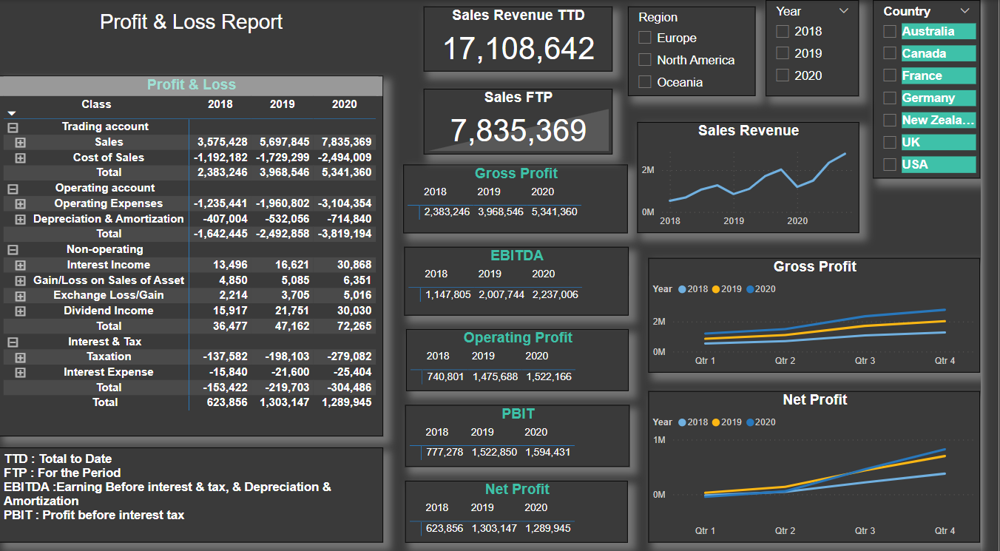 Profit & Loss Report
Profit & Loss
Class 2018 2019 2020
Trading account
Sales 3,575,428 5,697,845 7,835,369
Cost of Sales -1,192,182 -1,729,299 -2,494,009
Total 2,383,246 3,968,546 5,341,360
Operating account
Operating Expenses -1,235,441 -1,960,802 -3,104,354
Depreciation & Amortization -407,004 -532,056 -714,840
Total -1,642,445 -2,492,858 -3,819,194
Non-operating
Interest Income 13,496 16,621 30,868
Gain/Loss on Sales of Asset 4,850 5,085 6,351
Exchange Loss/Gain 2,214 3,705 5,016
Dividend Income 15,917 21,751 30,030
Total 36,477 47,162 72,265
Interest & Tax
Taxation -137,582 -198,103 -279,082
Interest Expense -15,840 -21,600 -25,404
Total -153,422 -219,703 -304,486
Total 623,856 1,303,147 1,289,945
TTD : Total to Date
FTP : For the Period
EBITDA :Earning Before interest & tax, & Depreciation &
Amortization
PBIT : Profit before interest tax
Sales Revenue TTD
17,108,642
Sales FTP
7,835,369
Gross Profit
2018 2019 2020
2,383,246 3,968,546 5,341,360
EBITDA
2018 2019 2020
1,147,805 2,007,744 2,237,006
Operating Profit
2018 2019 2020
740,801 1,475,688 1,522,166
PBIT
2018 2019 2020
777,278 1,522,850 1,594,431
Net Profit
2018 2019 2020
623,856 1,303,147 1,289,945
Region
Europe
North America
Oceania
Year
2018
2019
2020
Country
Australia
Canada
France
Germany
New Zeala...
UK
USA
Sales Revenue
2M
0M
2018 2019 2020
Gross Profit
Year 2018 2019 2020
2M
0M
Qtr 1 Qtr 2 Qtr 3 Qtr 4
Net Profit
Year 2018 2019 2020
1M
0M
Qtr 1 Qtr 2 Qtr 3 Qtr 4